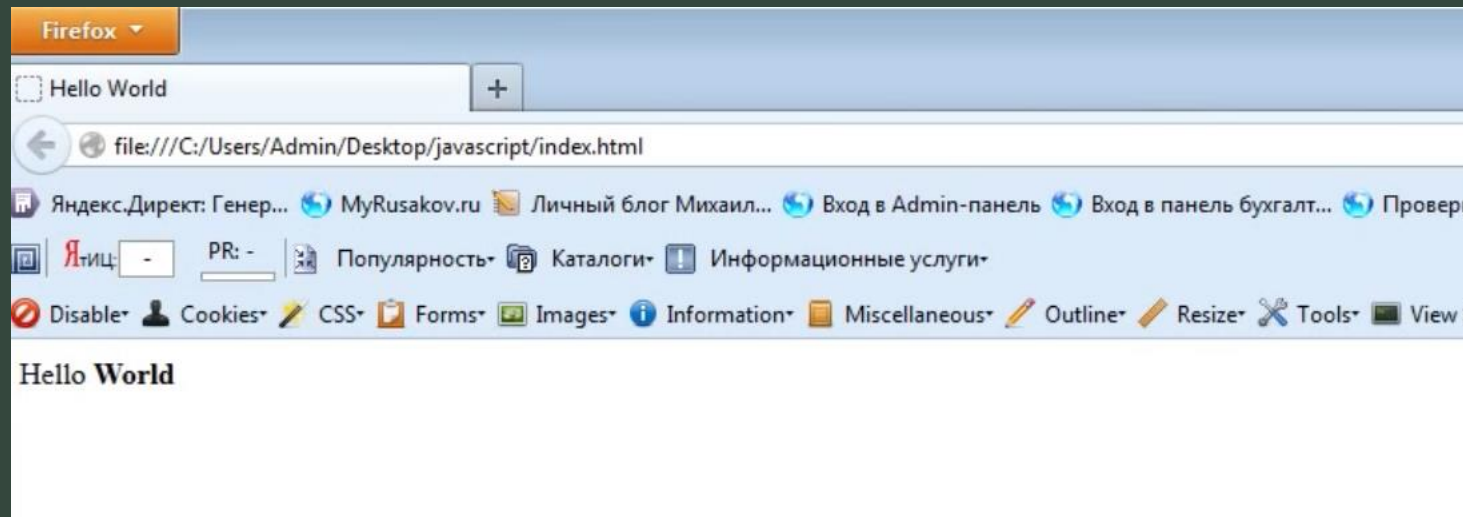 Firefox
Hello World
file:///C:/Users/Admin/Desktop/javascript/index.html
Яндекс.Директ: Генер... MyRusakov.ru Личный блог Михаил... Вход в Admin-панель Вход в панель бухгалт...
ЯтИЦ: - PR: - Популярность Каталоги Информационные услуги
Disable Cookies CSS Forms Images Information Miscellaneous Outline Resize Tools View
Hello World